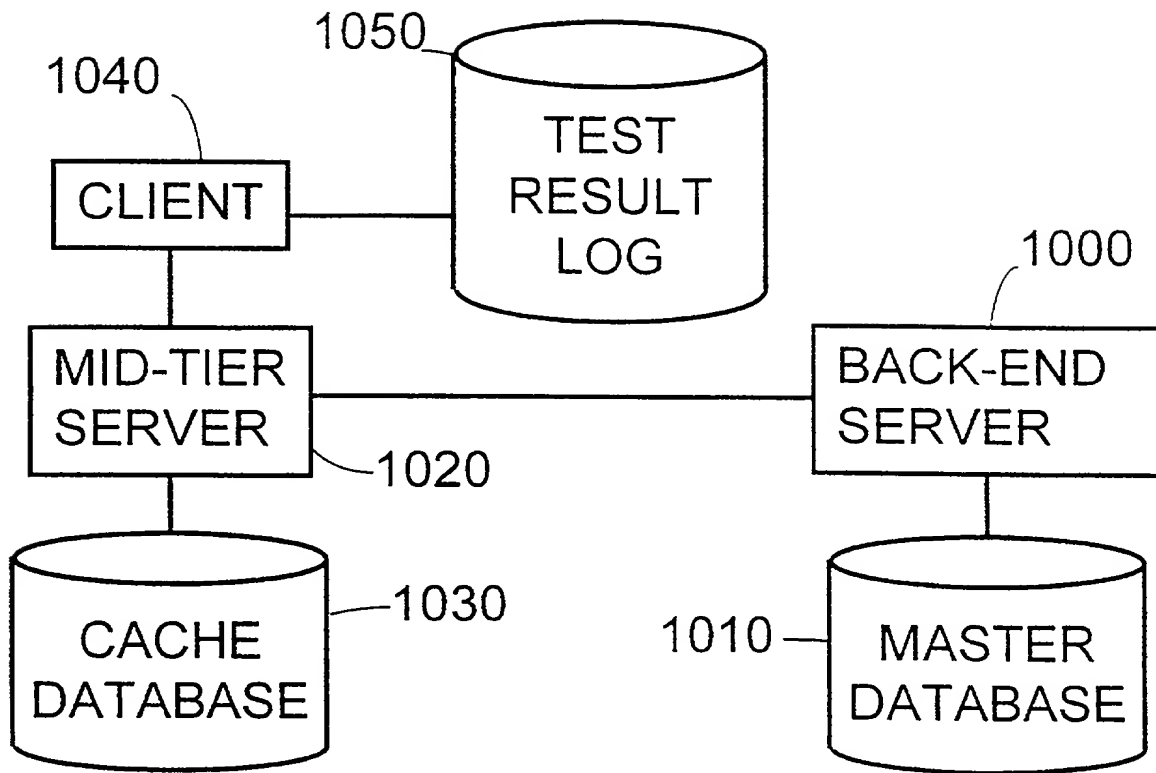 1050
1040
TEST
RESULT
LOG
CLIENT
1000
MID-TIER
SERVER
BACK-END
SERVER
1020
1030
CACHE
DATABASE
1010
MASTER
DATABASE